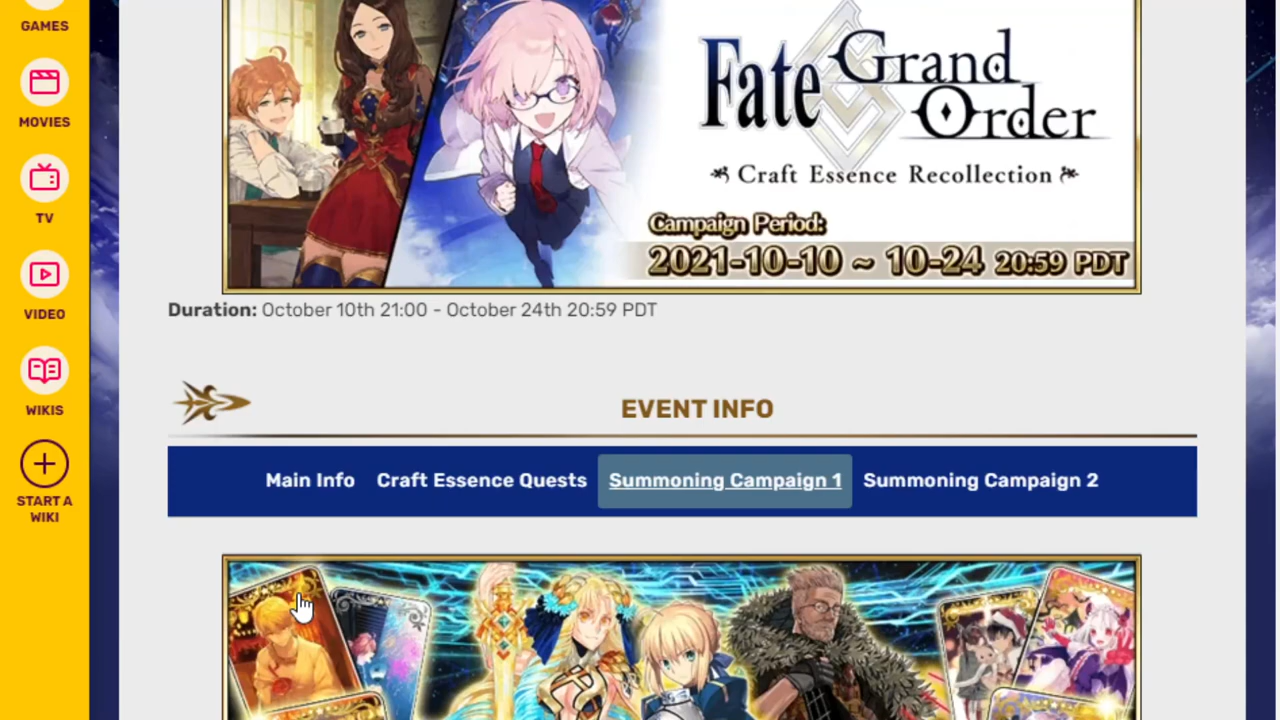 GAMES
MOVIES
TV
VIDEO
WIKIS
START A
WIKI
Fate
Grand
Order
Craft Essence Recollection
Campaign Period:
2021-10-10 ~ 10-24 20:59 PDT
Duration: October 10th 21:00 - October 24th 20:59 PDT
EVENT INFO
Main Info Craft Essence Quests Summoning Campaign 1 Summoning Campaign 2